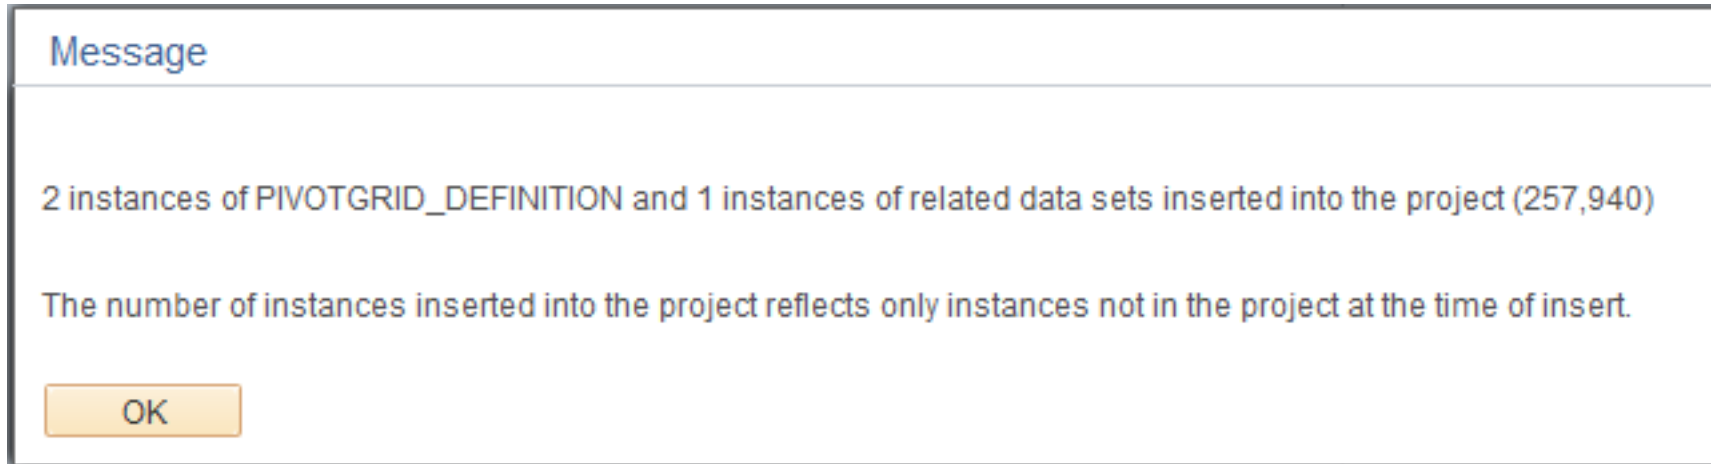 Message
2 instances of PIVOTGRID_DEFINITION and 1 instances of related data sets inserted into the project (257,940)
The number of instances inserted into the project reflects only instances not in the project at the time of insert.
OK